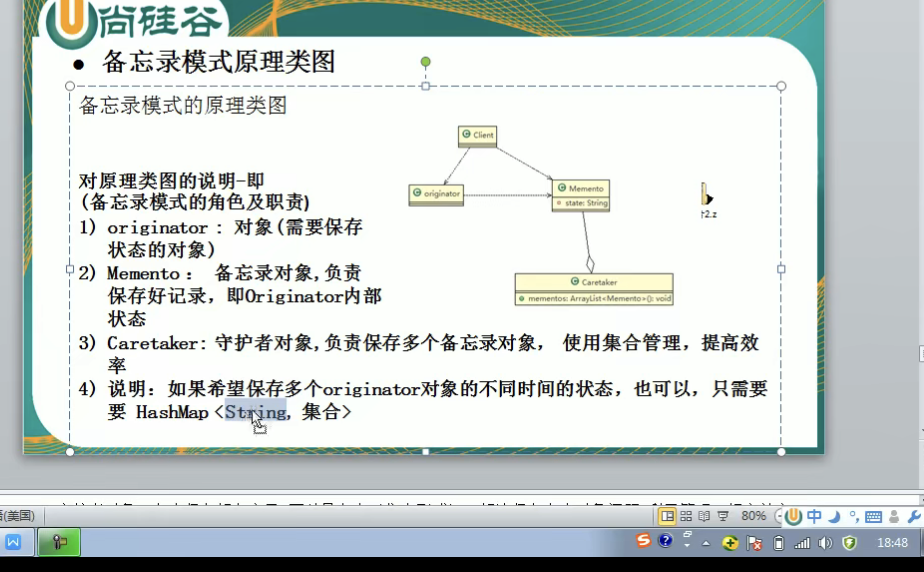 尚硅谷
● 备忘录模式原理类图
备忘录模式的原理类图
Client
originator
Memento
state: String
Caretaker
mementos: ArrayList<Memento>(): void
t2.z
对原理类图的说明-即
(备忘录模式的角色及职责)
1) originator : 对象(需要保存
状态的对象)
2) Memento : 备忘录对象,负责
保存好记录，即Originator内部
状态
3) Caretaker: 守护者对象,负责保存多个备忘录对象， 使用集合管理，提高效
率
4) 说明：如果希望保存多个originator对象的不同时间的状态，也可以，只需要
要 HashMap <String, 集合>
(美国)
80%
中
18:48